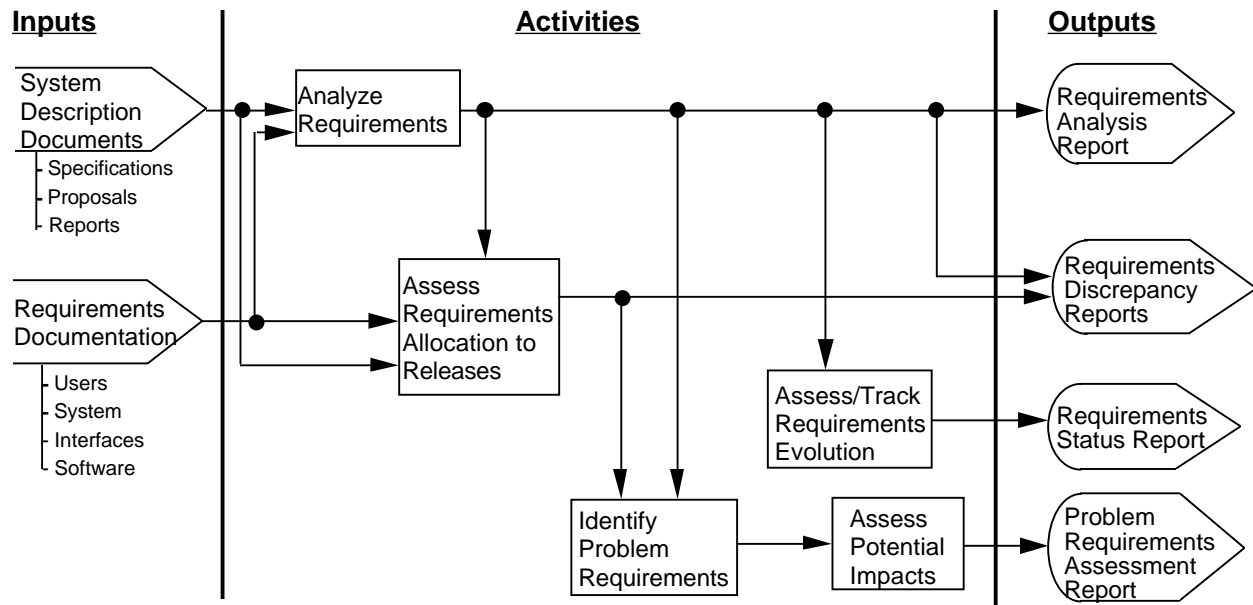 Inputs
Activities
Outputs
System
Description
Documents
- Specifications
- Proposals
- Reports
Requirements
Documentation
- Users
- System
- Interfaces
- Software
Analyze
Requirements
Assess
Requirements
Allocation to
Releases
Assess/Track
Requirements
Evolution
Identify
Problem
Requirements
Assess
Potential
Impacts
Requirements
Analysis
Report
Requirements
Discrepancy
Reports
Requirements
Status Report
Problem
Requirements
Assessment
Report